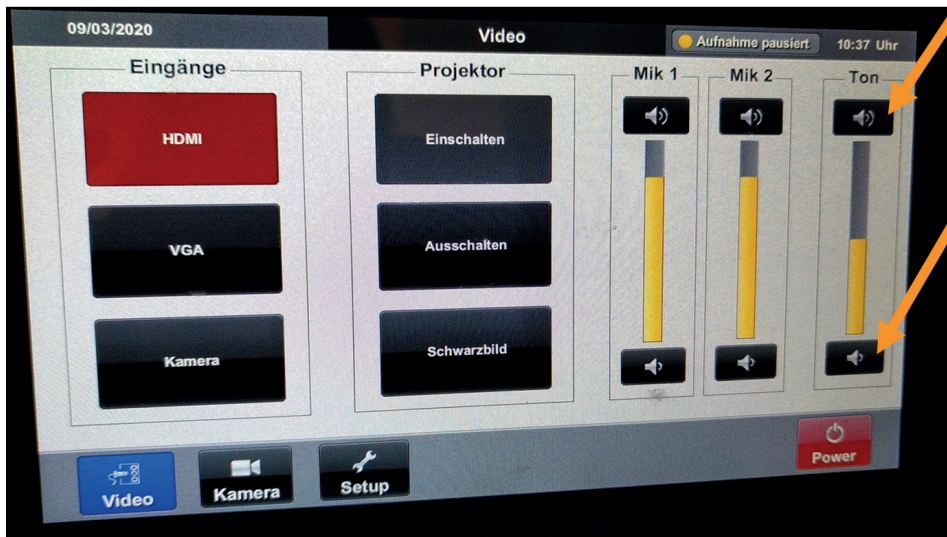 09/03/2020
Video
Aufnahme pausiert
10:37 Uhr
Eingänge
HDMI
VGA
Kamera
Projektor
Einschalten
Ausschalten
Schwarzbild
Mik 1
Mik 2
Ton
Video
Kamera
Setup
Power